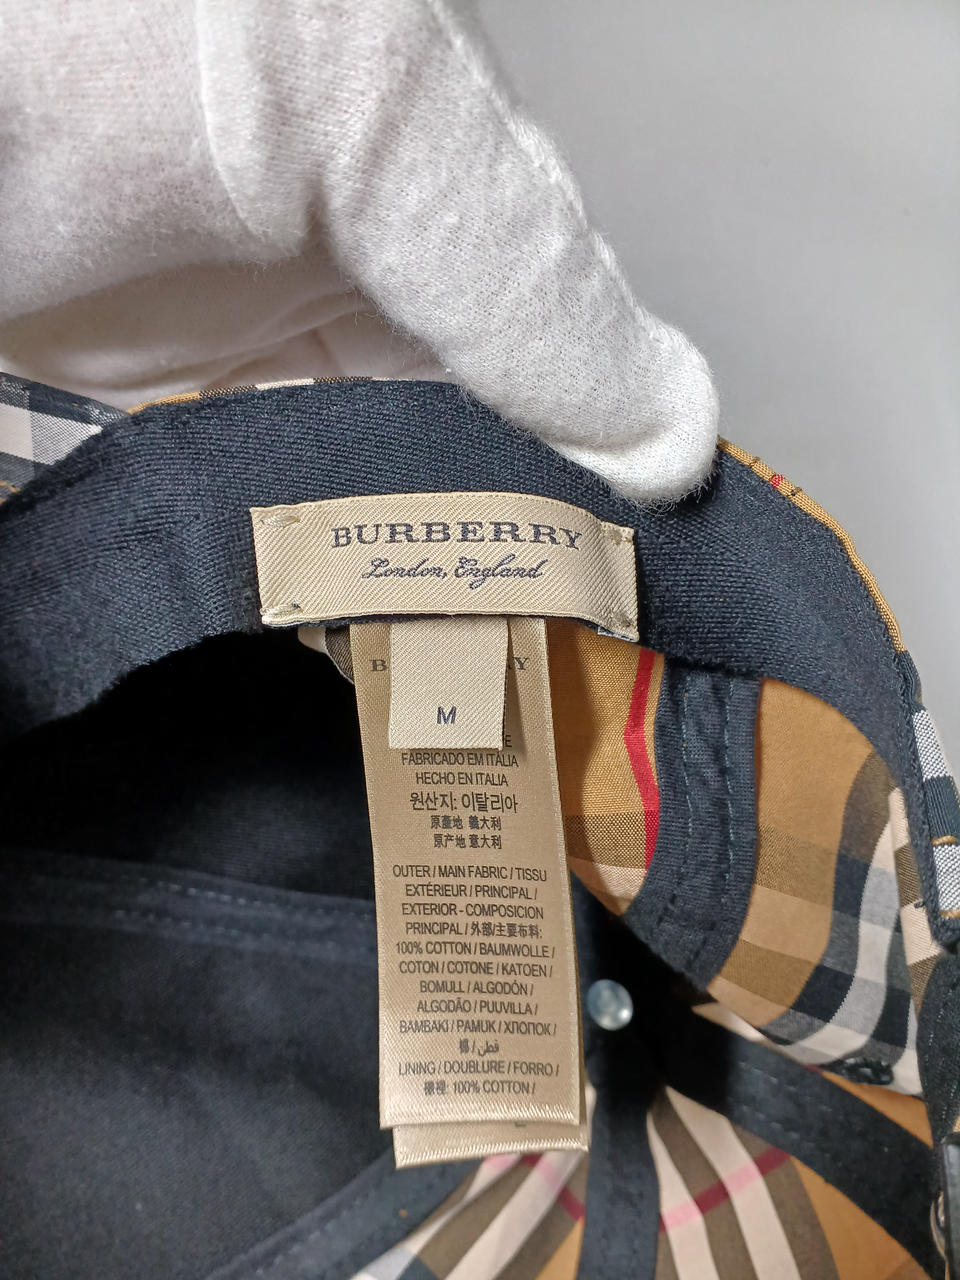 BURBERRY
London, England
M
FABRICADO EM ITÁLIA
HECHO EN ITALIA
원산지: 이탈리아
原產地 義大利
原产地 意大利
OUTER / MAIN FABRIC / TISSU
EXTÉRIEUR / PRINCIPAL /
EXTERIOR - COMPOSICION
PRINCIPAL / 外部/主要布料:
100% COTTON / BAUMWOLLE /
COTON / COTONE / KATOEN /
BOMULL / ALGODÓN /
ALGODÃO / PUUVILLA /
BAMBAKI / PAMUK / ХЛОПОК /
棉 / قطن /
LINING / DOUBLURE / FORRO /
襯裡: 100% COTTON /